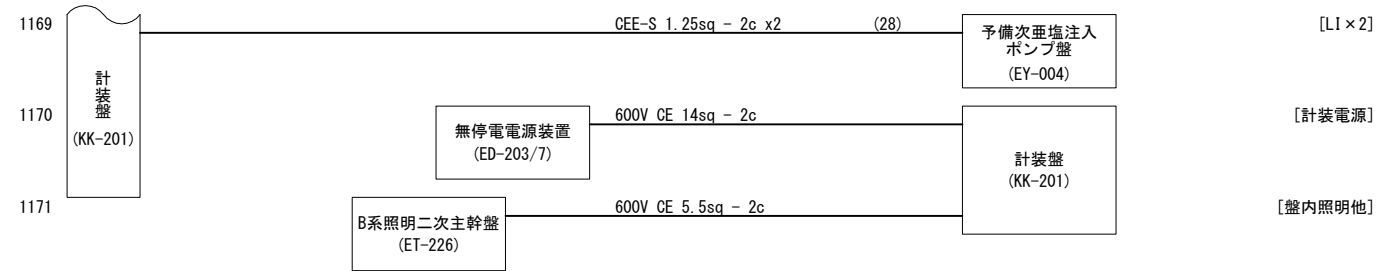 1169
計装盤
(KK-201)
CEE-S 1.25sq - 2c x2 (28)
予備次亜塩注入
ポンプ盤
(EY-004)
[LI×2]
1170
無停電電源装置
(ED-203/7)
600V CE 14sq - 2c
計装盤
(KK-201)
[計装電源]
1171
B系照明二次主幹盤
(ET-226)
600V CE 5.5sq - 2c
[盤内照明他]